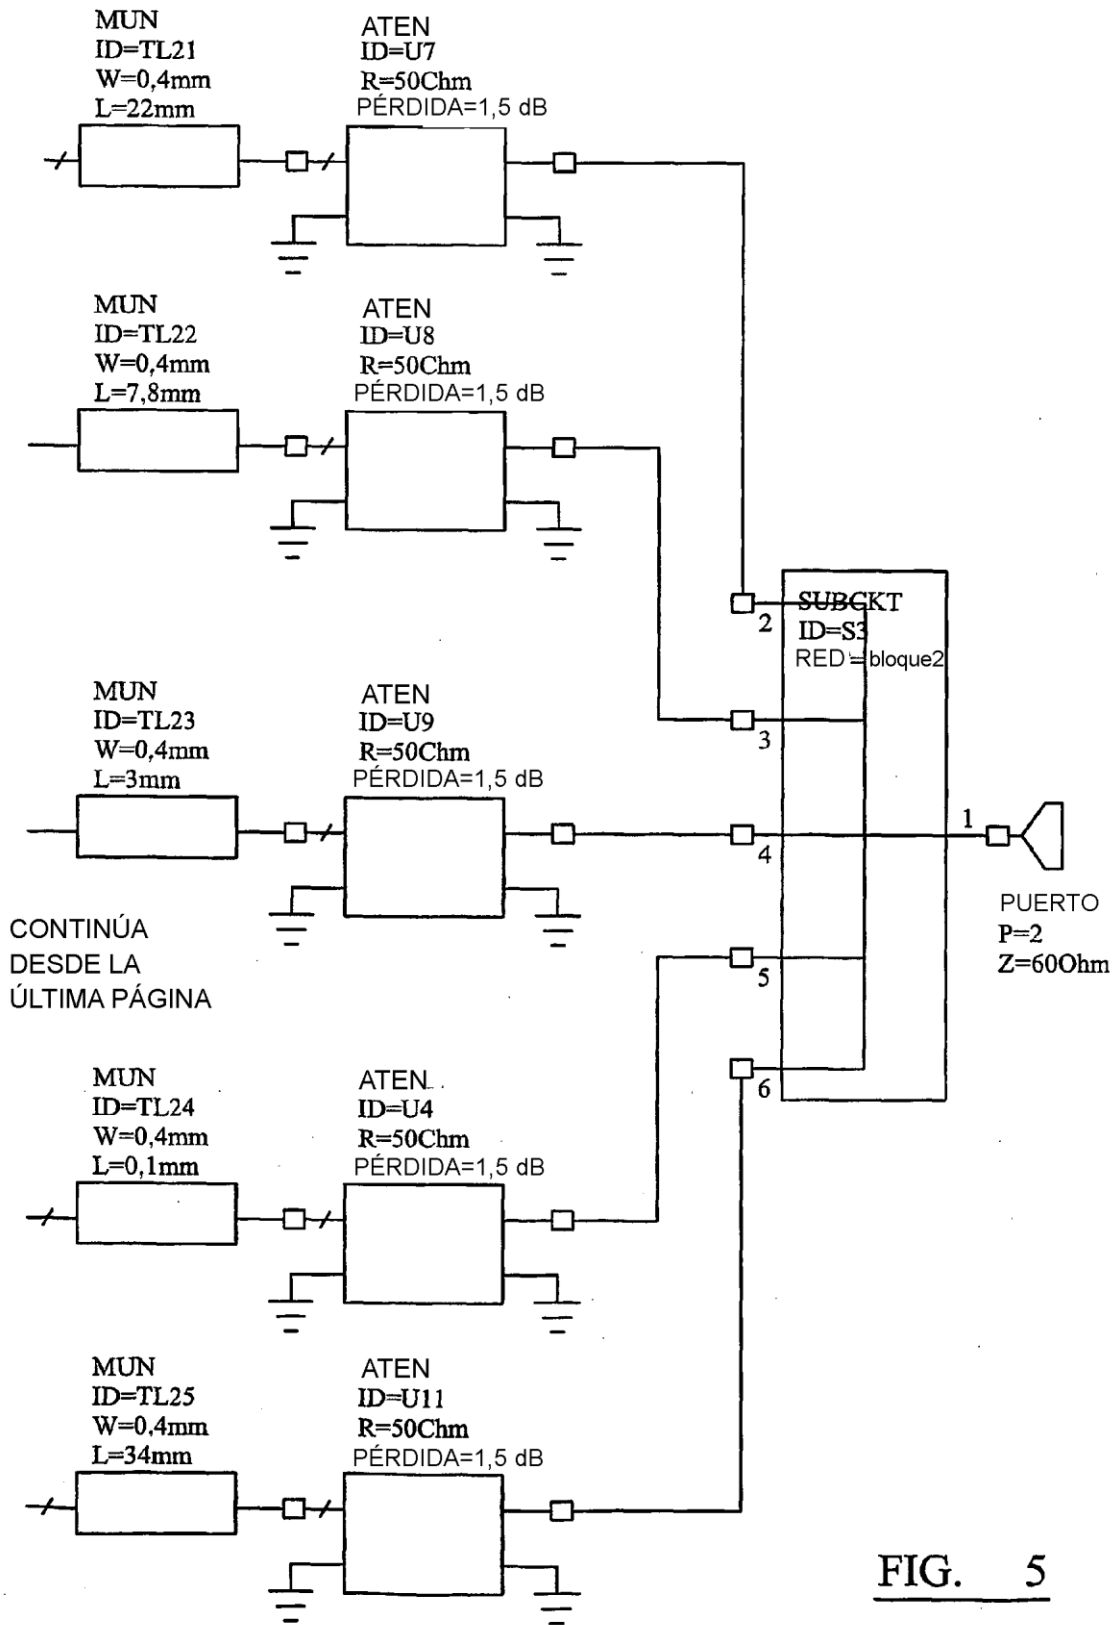 MUN
ID=TL21
W=0,4mm
L=22mm
ATEN
ID=U7
R=50Chm
PÉRDIDA=1,5 dB
MUN
ID=TL22
W=0,4mm
L=7,8mm
ATEN
ID=U8
R=50Chm
PÉRDIDA=1,5 dB
2
SUBCKT
ID=S3
RED=bloque2
MUN
ID=TL23
W=0,4mm
L=3mm
ATEN
ID=U9
R=50Chm
PÉRDIDA=1,5 dB
3
4
1
PUERTO
P=2
Z=60Ohm
CONTINÚA
DESDE LA
ÚLTIMA PÁGINA
5
6
MUN
ID=TL24
W=0,4mm
L=0,1mm
ATEN
ID=U4
R=50Chm
PÉRDIDA=1,5 dB
MUN
ID=TL25
W=0,4mm
L=34mm
ATEN
ID=U11
R=50Chm
PÉRDIDA=1,5 dB
FIG. 5